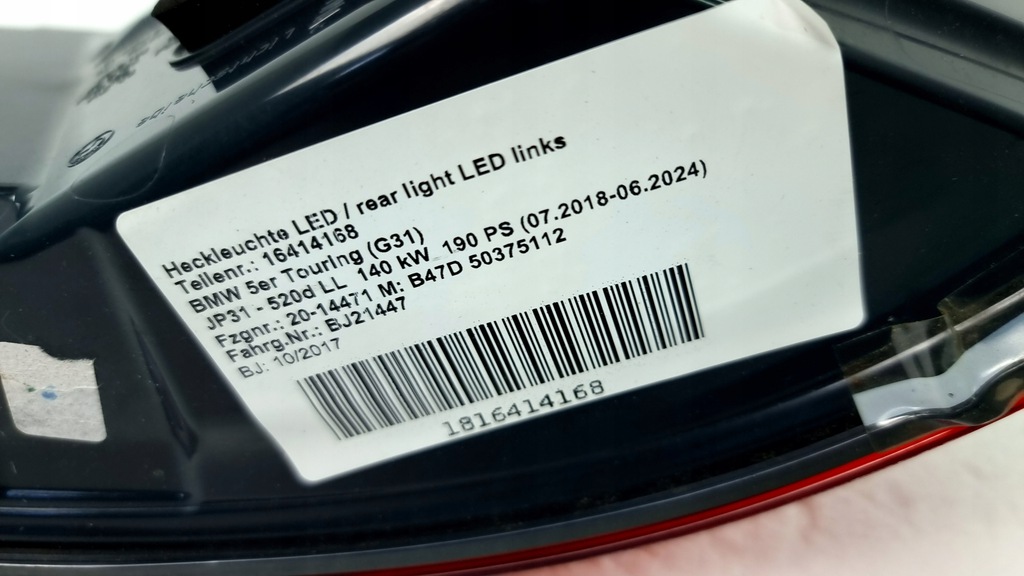 Heckleuchte LED / rear light LED links
Teilenr.: 16414168
BMW 5er Touring (G31)
JP31 - 520d LL 140 kW 190 PS (07.2018-06.2024)
Fzgnr.: 20-14471 M: B47D 50375112
Fahrg.Nr.: BJ21447
BJ: 10/2017
1816414168